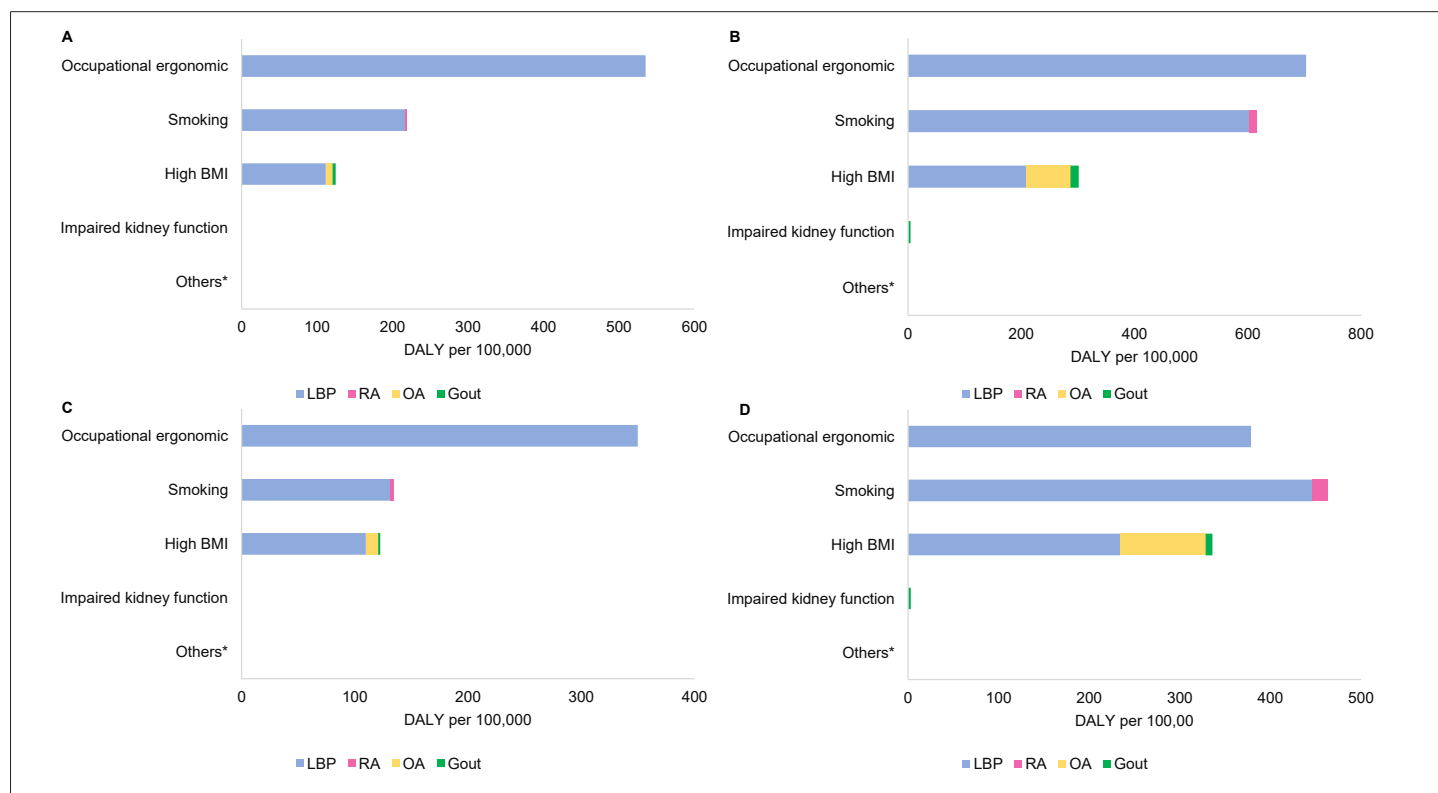 A
Occupational ergonomic
Smoking
High BMI
Impaired kidney function
Others*
0 100 200 300 400 500 600
DALY per 100,000
LBP RA OA Gout
B
Occupational ergonomic
Smoking
High BMI
Impaired kidney function
Others*
0 200 400 600 800
DALY per 100,000
LBP RA OA Gout
C
Occupational ergonomic
Smoking
High BMI
Impaired kidney function
Others*
0 100 200 300 400
DALY per 100,000
LBP RA OA Gout
D
Occupational ergonomic
Smoking
High BMI
Impaired kidney function
Others*
0 100 200 300 400 500
DALY per 100,00
LBP RA OA Gout